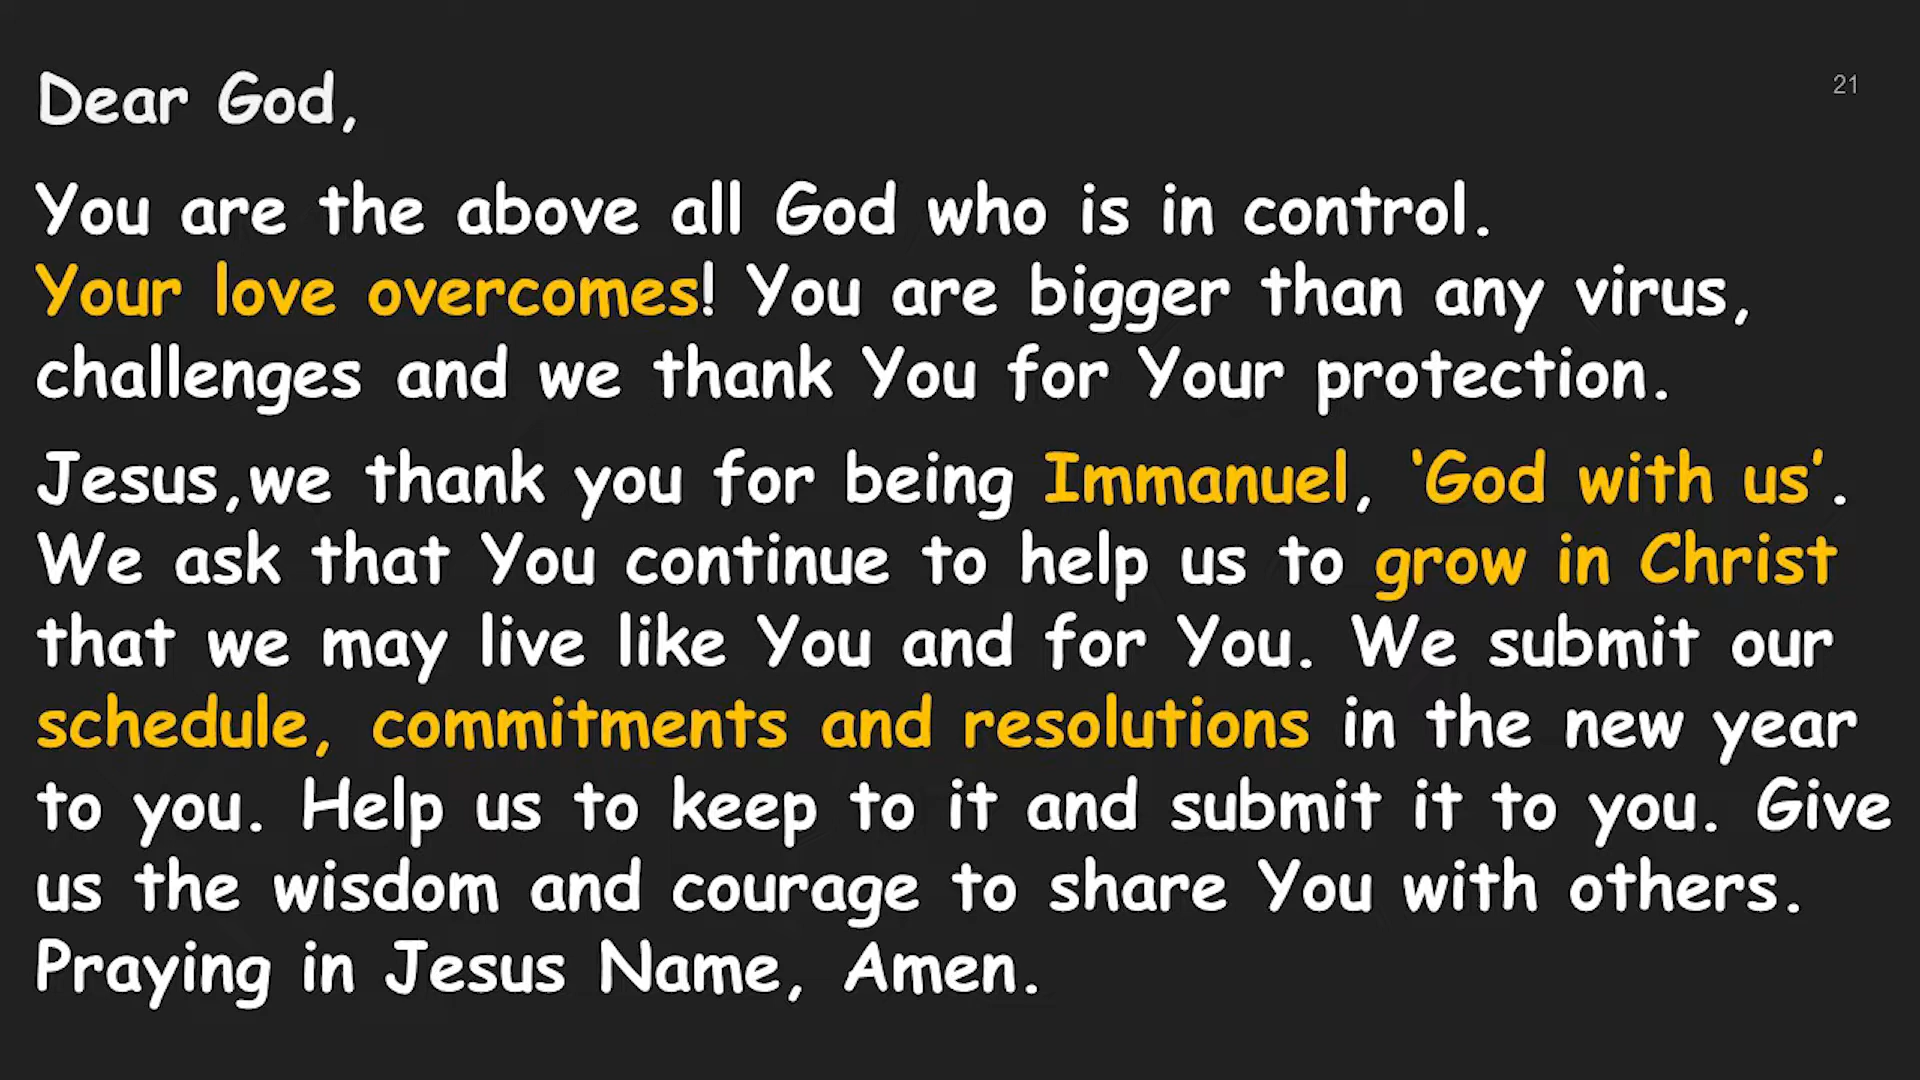 21
Dear God,
You are the above all God who is in control.
Your love overcomes! You are bigger than any virus,
challenges and we thank You for Your protection.
Jesus,we thank you for being Immanuel, ‘God with us’.
We ask that You continue to help us to grow in Christ
that we may live like You and for You. We submit our
schedule, commitments and resolutions in the new year
to you. Help us to keep to it and submit it to you. Give
us the wisdom and courage to share You with others.
Praying in Jesus Name, Amen.